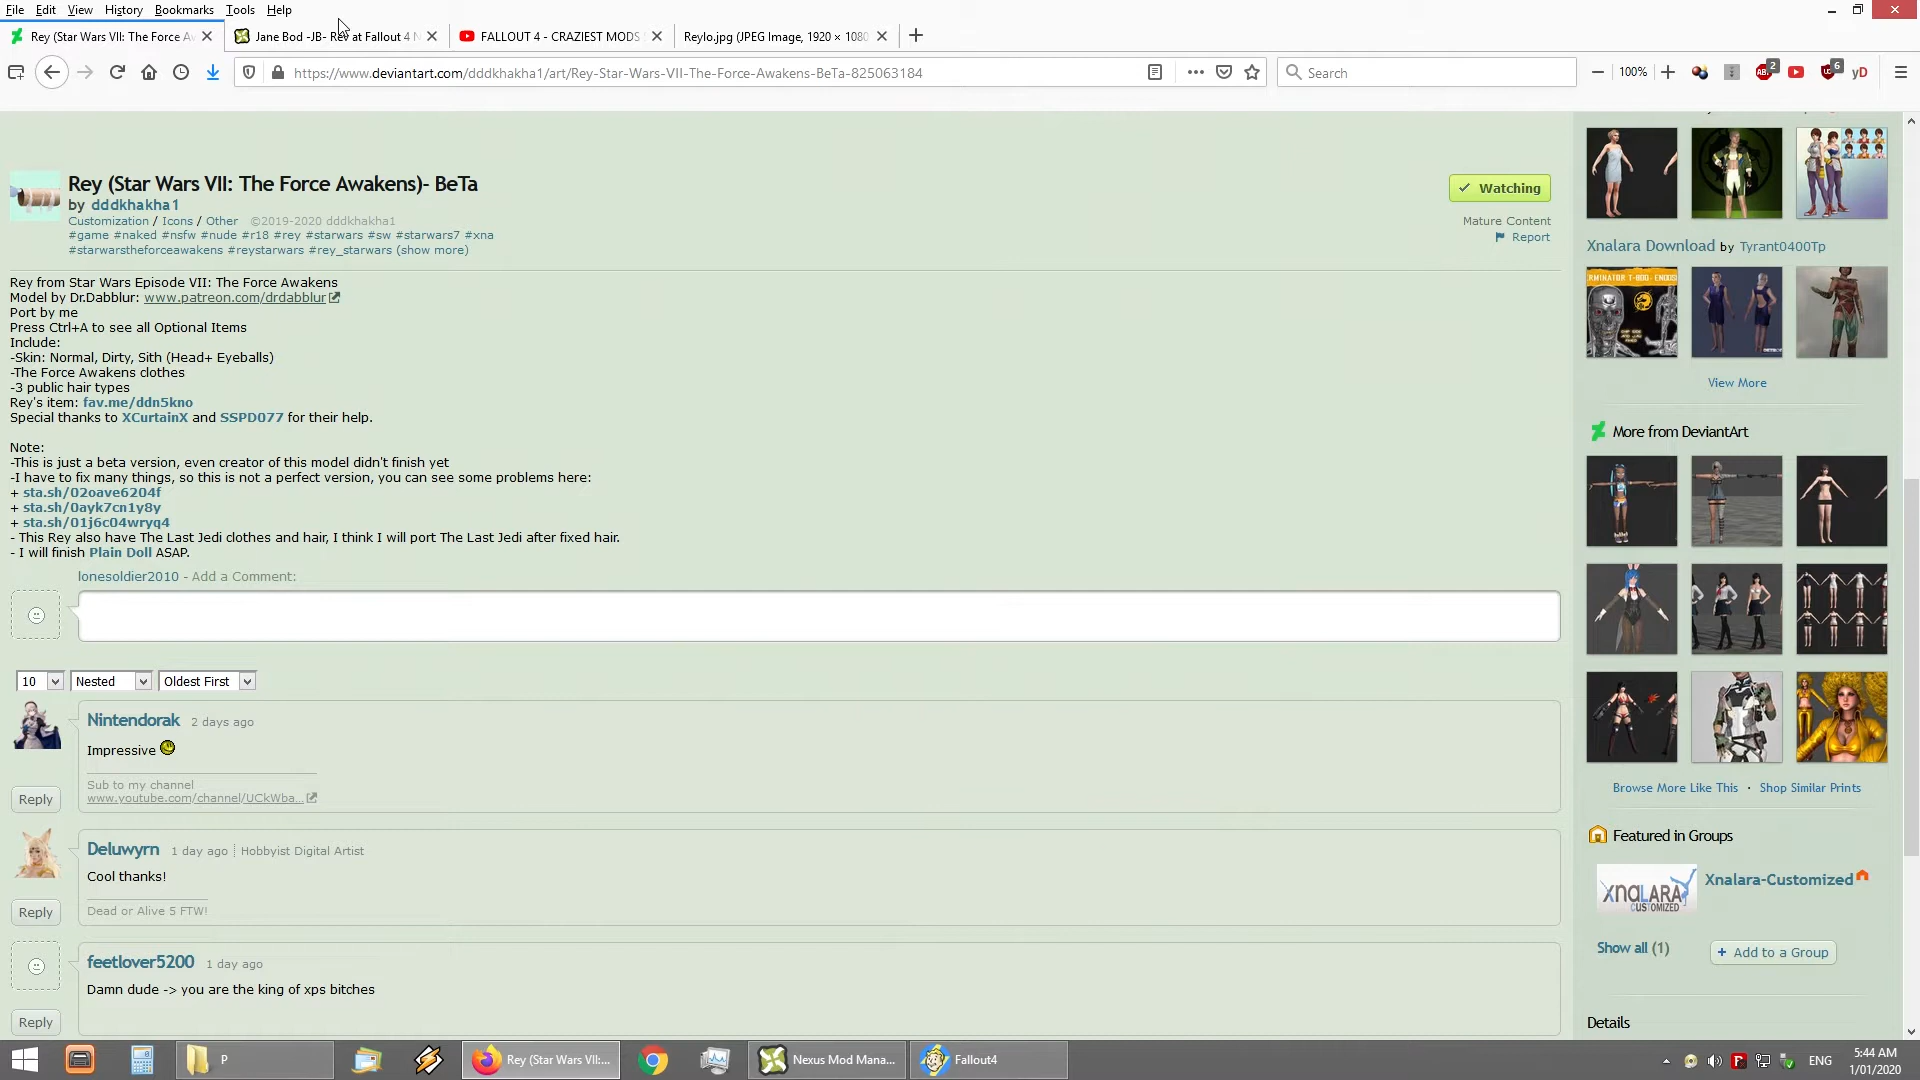 File Edit View History Bookmarks Tools Help
Rey (Star Wars VII: The Force Aw
Jane Bod -JB- Rey at Fallout 4 N
FALLOUT 4 - CRAZIEST MODS
Reylo.jpg (JPEG Image, 1920 × 1080
https://www.deviantart.com/dddkhakha1/art/Rey-Star-Wars-VII-The-Force-Awakens-BeTa-825063184
Search
100%
2
6
yD
Rey (Star Wars VII: The Force Awakens)- BeTa
by dddkhakha1
Customization / Icons / Other ©2019-2020 dddkhakha1
#game #naked #nsfw #nude #r18 #rey #starwars #sw #starwars7 #xna
#starwarstheforceawakens #reystarwars #rey_starwars (show more)
Watching
Mature Content
Report
Rey from Star Wars Episode VII: The Force Awakens
Model by Dr.Dabblur: www.patreon.com/drdabblur
Port by me
Press Ctrl+A to see all Optional Items
Include:
-Skin: Normal, Dirty, Sith (Head+ Eyeballs)
-The Force Awakens clothes
-3 public hair types
Rey's item: fav.me/ddn5kno
Special thanks to XCurtainX and SSPD077 for their help.
Note:
-This is just a beta version, even creator of this model didn't finish yet
-I have to fix many things, so this is not a perfect version, you can see some problems here:
+ sta.sh/02oave6204f
+ sta.sh/0ayk7cn1y8y
+ sta.sh/01j6c04wryq4
- This Rey also have The Last Jedi clothes and hair, I think I will port The Last Jedi after fixed hair.
- I will finish Plain Doll ASAP.
lonesoldier2010 - Add a Comment:
10 Nested Oldest First
Nintendorak 2 days ago
Impressive
Sub to my channel
www.youtube.com/channel/UCkWba...
Reply
Deluwyrn 1 day ago Hobbyist Digital Artist
Cool thanks!
Dead or Alive 5 FTW!
Reply
feetlover5200 1 day ago
Damn dude -> you are the king of xps bitches
Reply
Xnalara Download by Tyrant0400Tp
View More
More from DeviantArt
Browse More Like This · Shop Similar Prints
Featured in Groups
XNALARA
CUSTOMIZED
Xnalara-Customized
Show all (1)
+ Add to a Group
Details
P
Rey (Star Wars VII:...
Nexus Mod Mana...
Fallout4
ENG
5:44 AM
1/01/2020